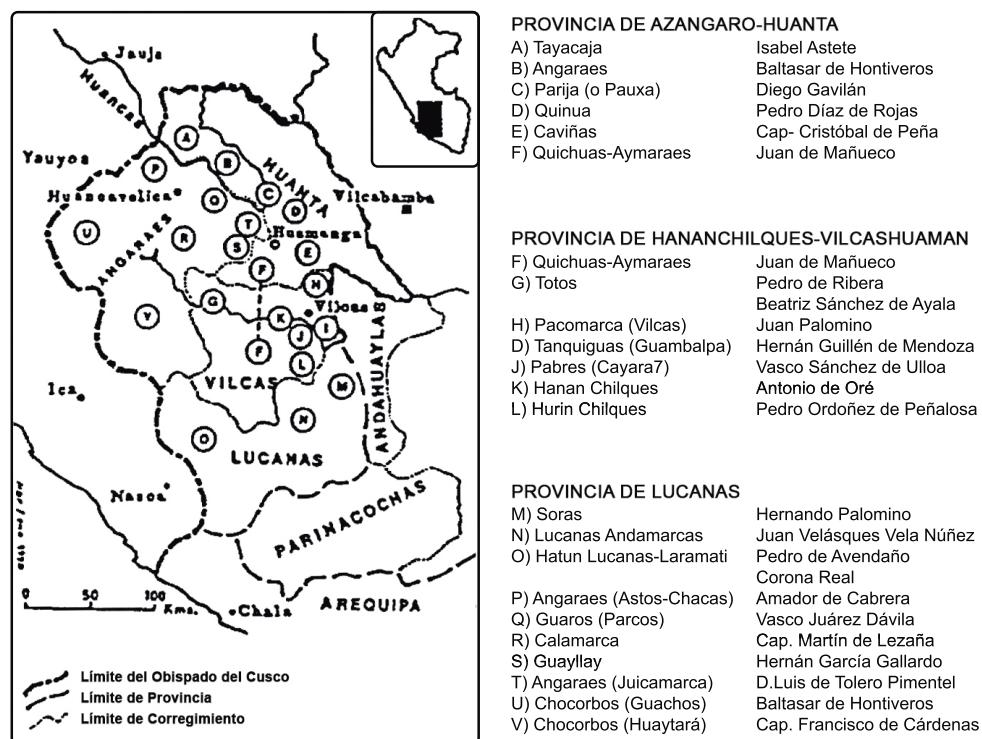 Jauja
HUANCAS
Yauyos
A
B
P
HUANTA
Huancavelica
Q
C
D
Vilcabamba
U
ANGARAES
R
T
S
Huamanga
E
F
H
G
Vilcas
Y
K
I
J
F
L
VILCAS
M
ANDAHUAYLAS
Ica
N
O
LUCANAS
Nasca
PARINACOCHAS
0 50 100
Kms.
Chala
AREQUIPA
Límite del Obispado del Cusco
Límite de Provincia
Límite de Corregimiento
PROVINCIA DE AZANGARO-HUANTA
A) Tayacaja Isabel Astete
B) Angaraes Baltasar de Hontiveros
C) Parija (o Pauxa) Diego Gavilán
D) Quinua Pedro Díaz de Rojas
E) Caviñas Cap- Cristóbal de Peña
F) Quichuas-Aymaraes Juan de Mañueco
PROVINCIA DE HANANCHILQUES-VILCASHUAMAN
F) Quichuas-Aymaraes Juan de Mañueco
G) Totos Pedro de Ribera
Beatriz Sánchez de Ayala
H) Pacomarca (Vilcas) Juan Palomino
D) Tanquiguas (Guambalpa) Hernán Guillén de Mendoza
J) Pabres (Cayara7) Vasco Sánchez de Ulloa
K) Hanan Chilques Antonio de Oré
L) Hurin Chilques Pedro Ordoñez de Peñalosa
PROVINCIA DE LUCANAS
M) Soras Hernando Palomino
N) Lucanas Andamarcas Juan Velásques Vela Núñez
O) Hatun Lucanas-Laramati Pedro de Avendaño
Corona Real
P) Angaraes (Astos-Chacas) Amador de Cabrera
Q) Guaros (Parcos) Vasco Juárez Dávila
R) Calamarca Cap. Martín de Lezaña
S) Guayllay Hernán García Gallardo
T) Angaraes (Juicamarca) D.Luis de Tolero Pimentel
U) Chocorbos (Guachos) Baltasar de Hontiveros
V) Chocorbos (Huaytará) Cap. Francisco de Cárdenas